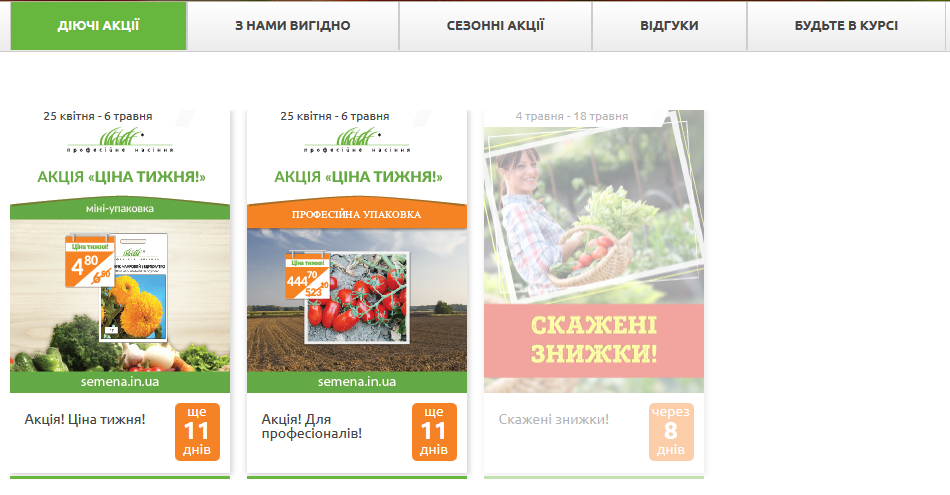 ДІЮЧІ АКЦІЇ
З НАМИ ВИГІДНО
СЕЗОННІ АКЦІЇ
ВІДГУКИ
БУДЬТЕ В КУРСІ
25 квітня - 6 травня
професійне насіння
АКЦІЯ «ЦІНА ТИЖНЯ!»
міні-упаковка
Ціна тижня!
4 80
6 50
semena.in.ua
Акція! Ціна тижня!
ще
11
днів
25 квітня - 6 травня
професійне насіння
АКЦІЯ «ЦІНА ТИЖНЯ!»
ПРОФЕСІЙНА УПАКОВКА
Ціна тижня!
444 70
523 10
semena.in.ua
Акція! Для
професіоналів!
ще
11
днів
4 травня - 18 травня
СКАЖЕНІ
ЗНИЖКИ!
Скажені знижки!
через
8
днів